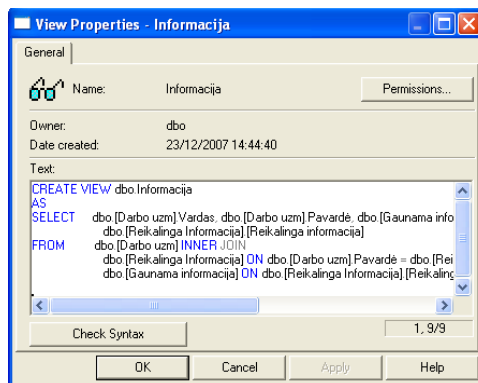 View Properties - Informacija
General
Name: Informacija Permissions...
Owner: dbo
Date created: 23/12/2007 14:44:40
Text:
CREATE VIEW dbo.Informacija
AS
SELECT dbo.[Darbo uzm].Vardas, dbo.[Darbo uzm].Pavardė, dbo.[Gaunama info
dbo.[Reikalinga Informacija].[Reikalinga informacija]
FROM dbo.[Darbo uzm] INNER JOIN
dbo.[Reikalinga Informacija] ON dbo.[Darbo uzm].Pavardė = dbo.[Rei
dbo.[Gaunama informacija] ON dbo.[Reikalinga Informacija].[Reikaling
Check Syntax 1, 9/9
OK Cancel Apply Help